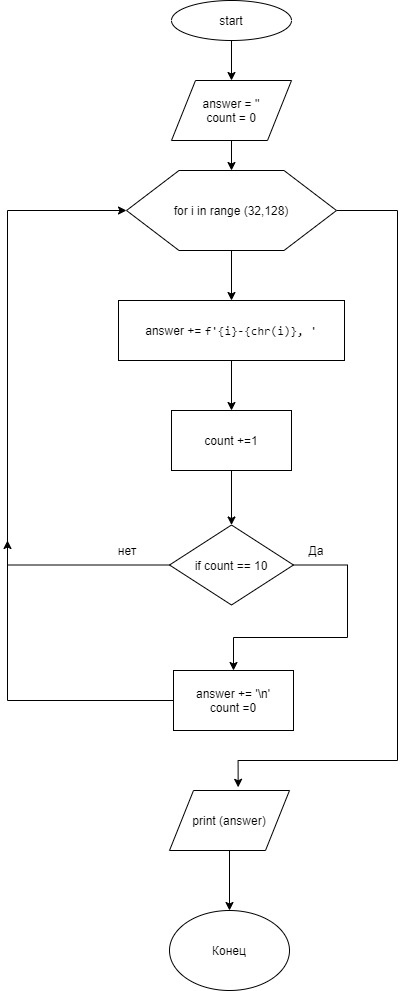 start
answer = "
count = 0
for i in range (32,128)
answer += f'{i}-{chr(i)}, '
count +=1
нет
Да
if count == 10
answer += '\n'
count =0
print (answer)
Конец